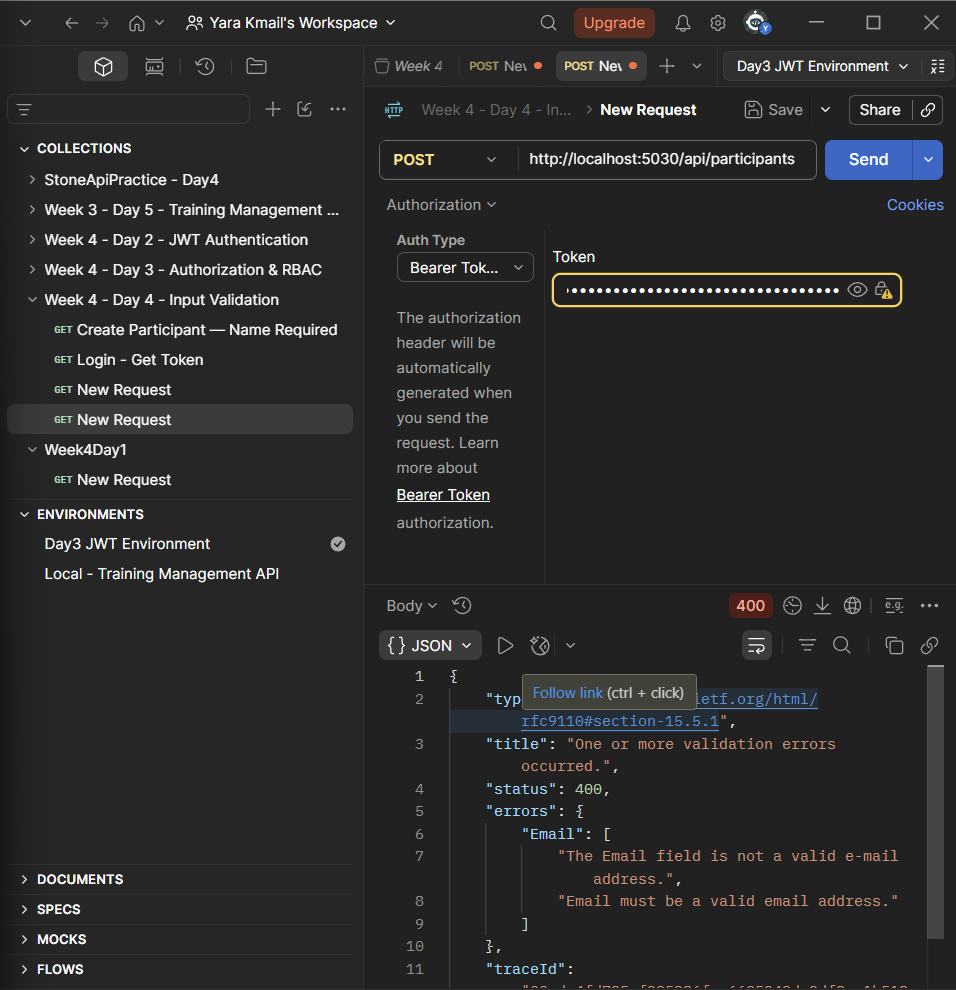 Yara Kmail's Workspace
Upgrade
Y
Week 4
POST Nev
POST Nev
Day3 JWT Environment
HTTP
Week 4 - Day 4 - In... > New Request
Save
Share
POST
http://localhost:5030/api/participants
Send
Authorization
Cookies
Auth Type
Bearer Tok...
The authorization
header will be
automatically
generated when
you send the
request. Learn
more about
Bearer Token
authorization.
Token
COLLECTIONS
StoneApiPractice - Day4
Week 3 - Day 5 - Training Management ...
Week 4 - Day 2 - JWT Authentication
Week 4 - Day 3 - Authorization & RBAC
Week 4 - Day 4 - Input Validation
GET Create Participant — Name Required
GET Login - Get Token
GET New Request
GET New Request
Week4Day1
GET New Request
ENVIRONMENTS
Day3 JWT Environment
Local - Training Management API
DOCUMENTS
SPECS
MOCKS
FLOWS
Body
400
e.g.
{} JSON
1 {
Follow link (ctrl + click)
2 "typ ietf.org/html/
rfc9110#section-15.5.1",
3 "title": "One or more validation errors
occurred.",
4 "status": 400,
5 "errors": {
6 "Email": [
7 "The Email field is not a valid e-mail
address.",
8 "Email must be a valid email address."
9 ]
10 },
11 "traceId":